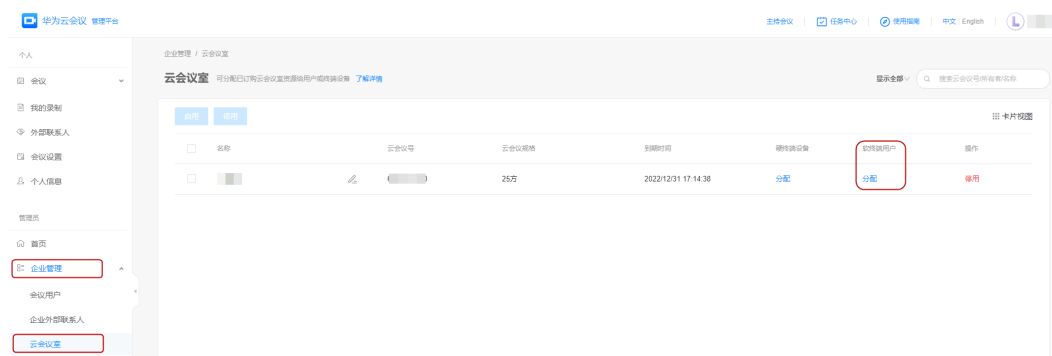 华为云会议 管理平台
主持会议 任务中心 使用指南 中文 English
个人
会议
我的录制
外部联系人
会议设置
个人信息
管理员
首页
企业管理
会议用户
企业外部联系人
云会议室
企业管理 / 云会议室
云会议室 可分配已订购云会议室资源给用户或终端设备 了解详情
显示全部 搜索云会议号/所有者/名称
启用 停用 卡片视图
名称 云会议号 云会议规格 到期时间 硬终端设备 软终端用户 操作
25方 2022/12/31 17:14:38 分配 分配 停用